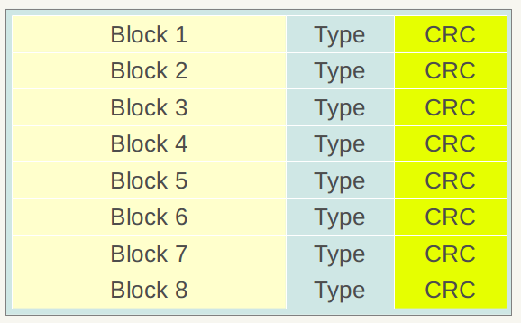 Block 1 Type CRC
Block 2 Type CRC
Block 3 Type CRC
Block 4 Type CRC
Block 5 Type CRC
Block 6 Type CRC
Block 7 Type CRC
Block 8 Type CRC